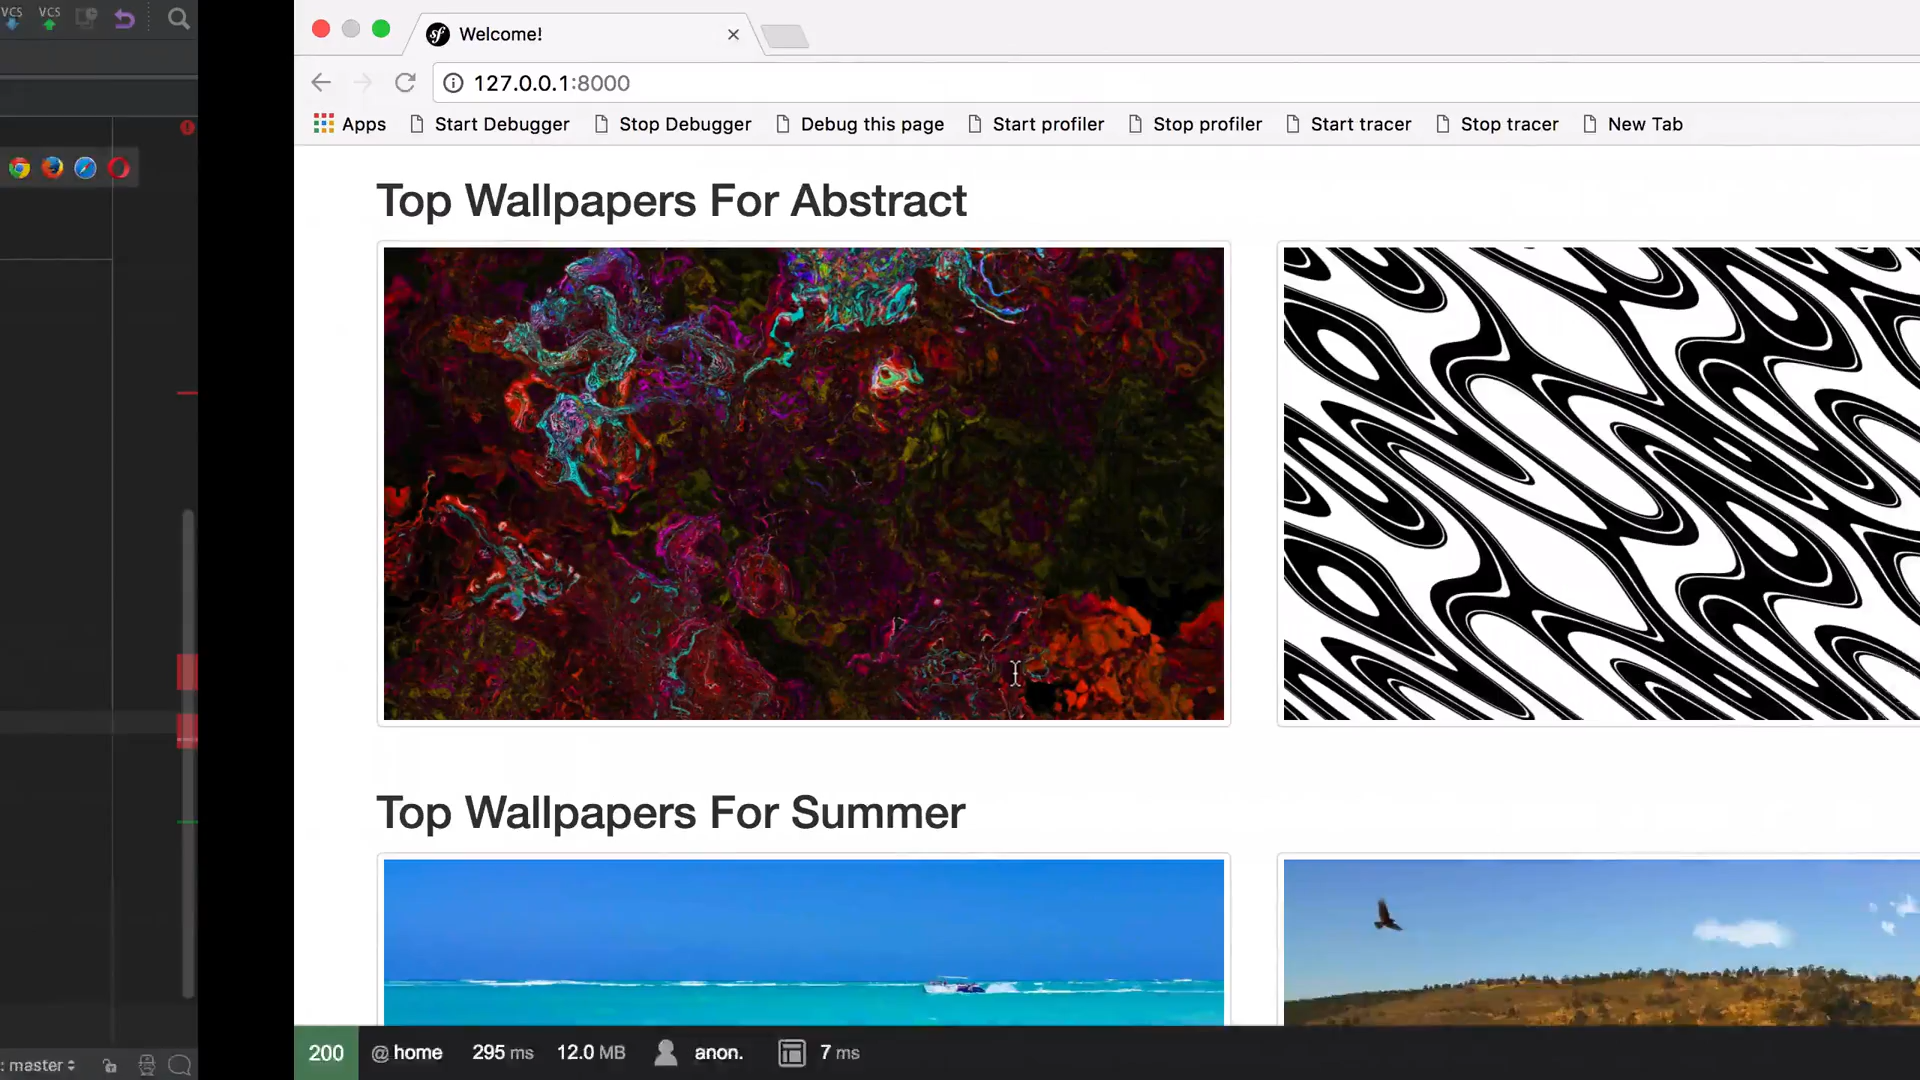 VCS VCS
Welcome!
127.0.0.1:8000
Apps Start Debugger Stop Debugger Debug this page Start profiler Stop profiler Start tracer Stop tracer New Tab
Top Wallpapers For Abstract
Top Wallpapers For Summer
200 @ home 295 ms 12.0 MB anon. 7 ms
: master